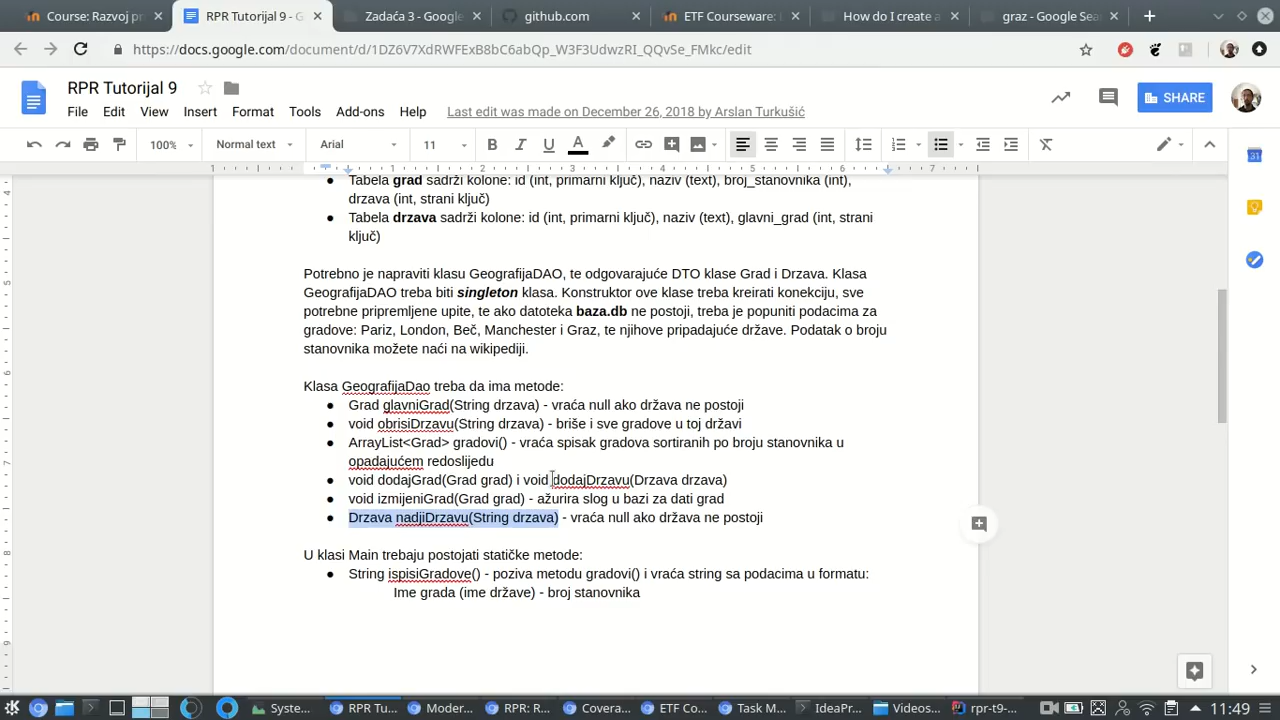 Course: Razvoj pr
RPR Tutorijal 9 - G
Zadaća 3 - Google
github.com
ETF Courseware:
How do I create a
graz - Google Sea
https://docs.google.com/document/d/1DZ6V7XdRWFExB8bC6abQp_W3F3UdwzRI_QQvSe_FMkc/edit
RPR Tutorijal 9
File Edit View Insert Format Tools Add-ons Help Last edit was made on December 26, 2018 by Arslan Turkušić
SHARE
100% Normal text Arial 11
1 1 2 3 4 5 6 7
Tabela grad sadrži kolone: id (int, primarni ključ), naziv (text), broj_stanovnika (int),
drzava (int, strani ključ)
● Tabela drzava sadrži kolone: id (int, primarni ključ), naziv (text), glavni_grad (int, strani
ključ)
Potrebno je napraviti klasu GeografijaDAO, te odgovarajuće DTO klase Grad i Drzava. Klasa
GeografijaDAO treba biti singleton klasa. Konstruktor ove klase treba kreirati konekciju, sve
potrebne pripremljene upite, te ako datoteka baza.db ne postoji, treba je popuniti podacima za
gradove: Pariz, London, Beč, Manchester i Graz, te njihove pripadajuće države. Podatak o broju
stanovnika možete naći na wikipediji.
Klasa GeografijaDao treba da ima metode:
● Grad glavniGrad(String drzava) - vraća null ako država ne postoji
● void obrisiDrzavu(String drzava) - briše i sve gradove u toj državi
● ArrayList<Grad> gradovi() - vraća spisak gradova sortiranih po broju stanovnika u
opadajućem redoslijedu
● void dodajGrad(Grad grad) i void dodajDrzavu(Drzava drzava)
● void izmijeniGrad(Grad grad) - ažurira slog u bazi za dati grad
● Drzava nadjiDrzavu(String drzava) - vraća null ako država ne postoji
U klasi Main trebaju postojati statičke metode:
● String ispisiGradove() - poziva metodu gradovi() i vraća string sa podacima u formatu:
Ime grada (ime države) - broj stanovnika
Syste... RPR Tu... Moder... RPR: R... Covera... ETF Co... Task M... IdeaPr... Videos... rpr-t9-... 11:49